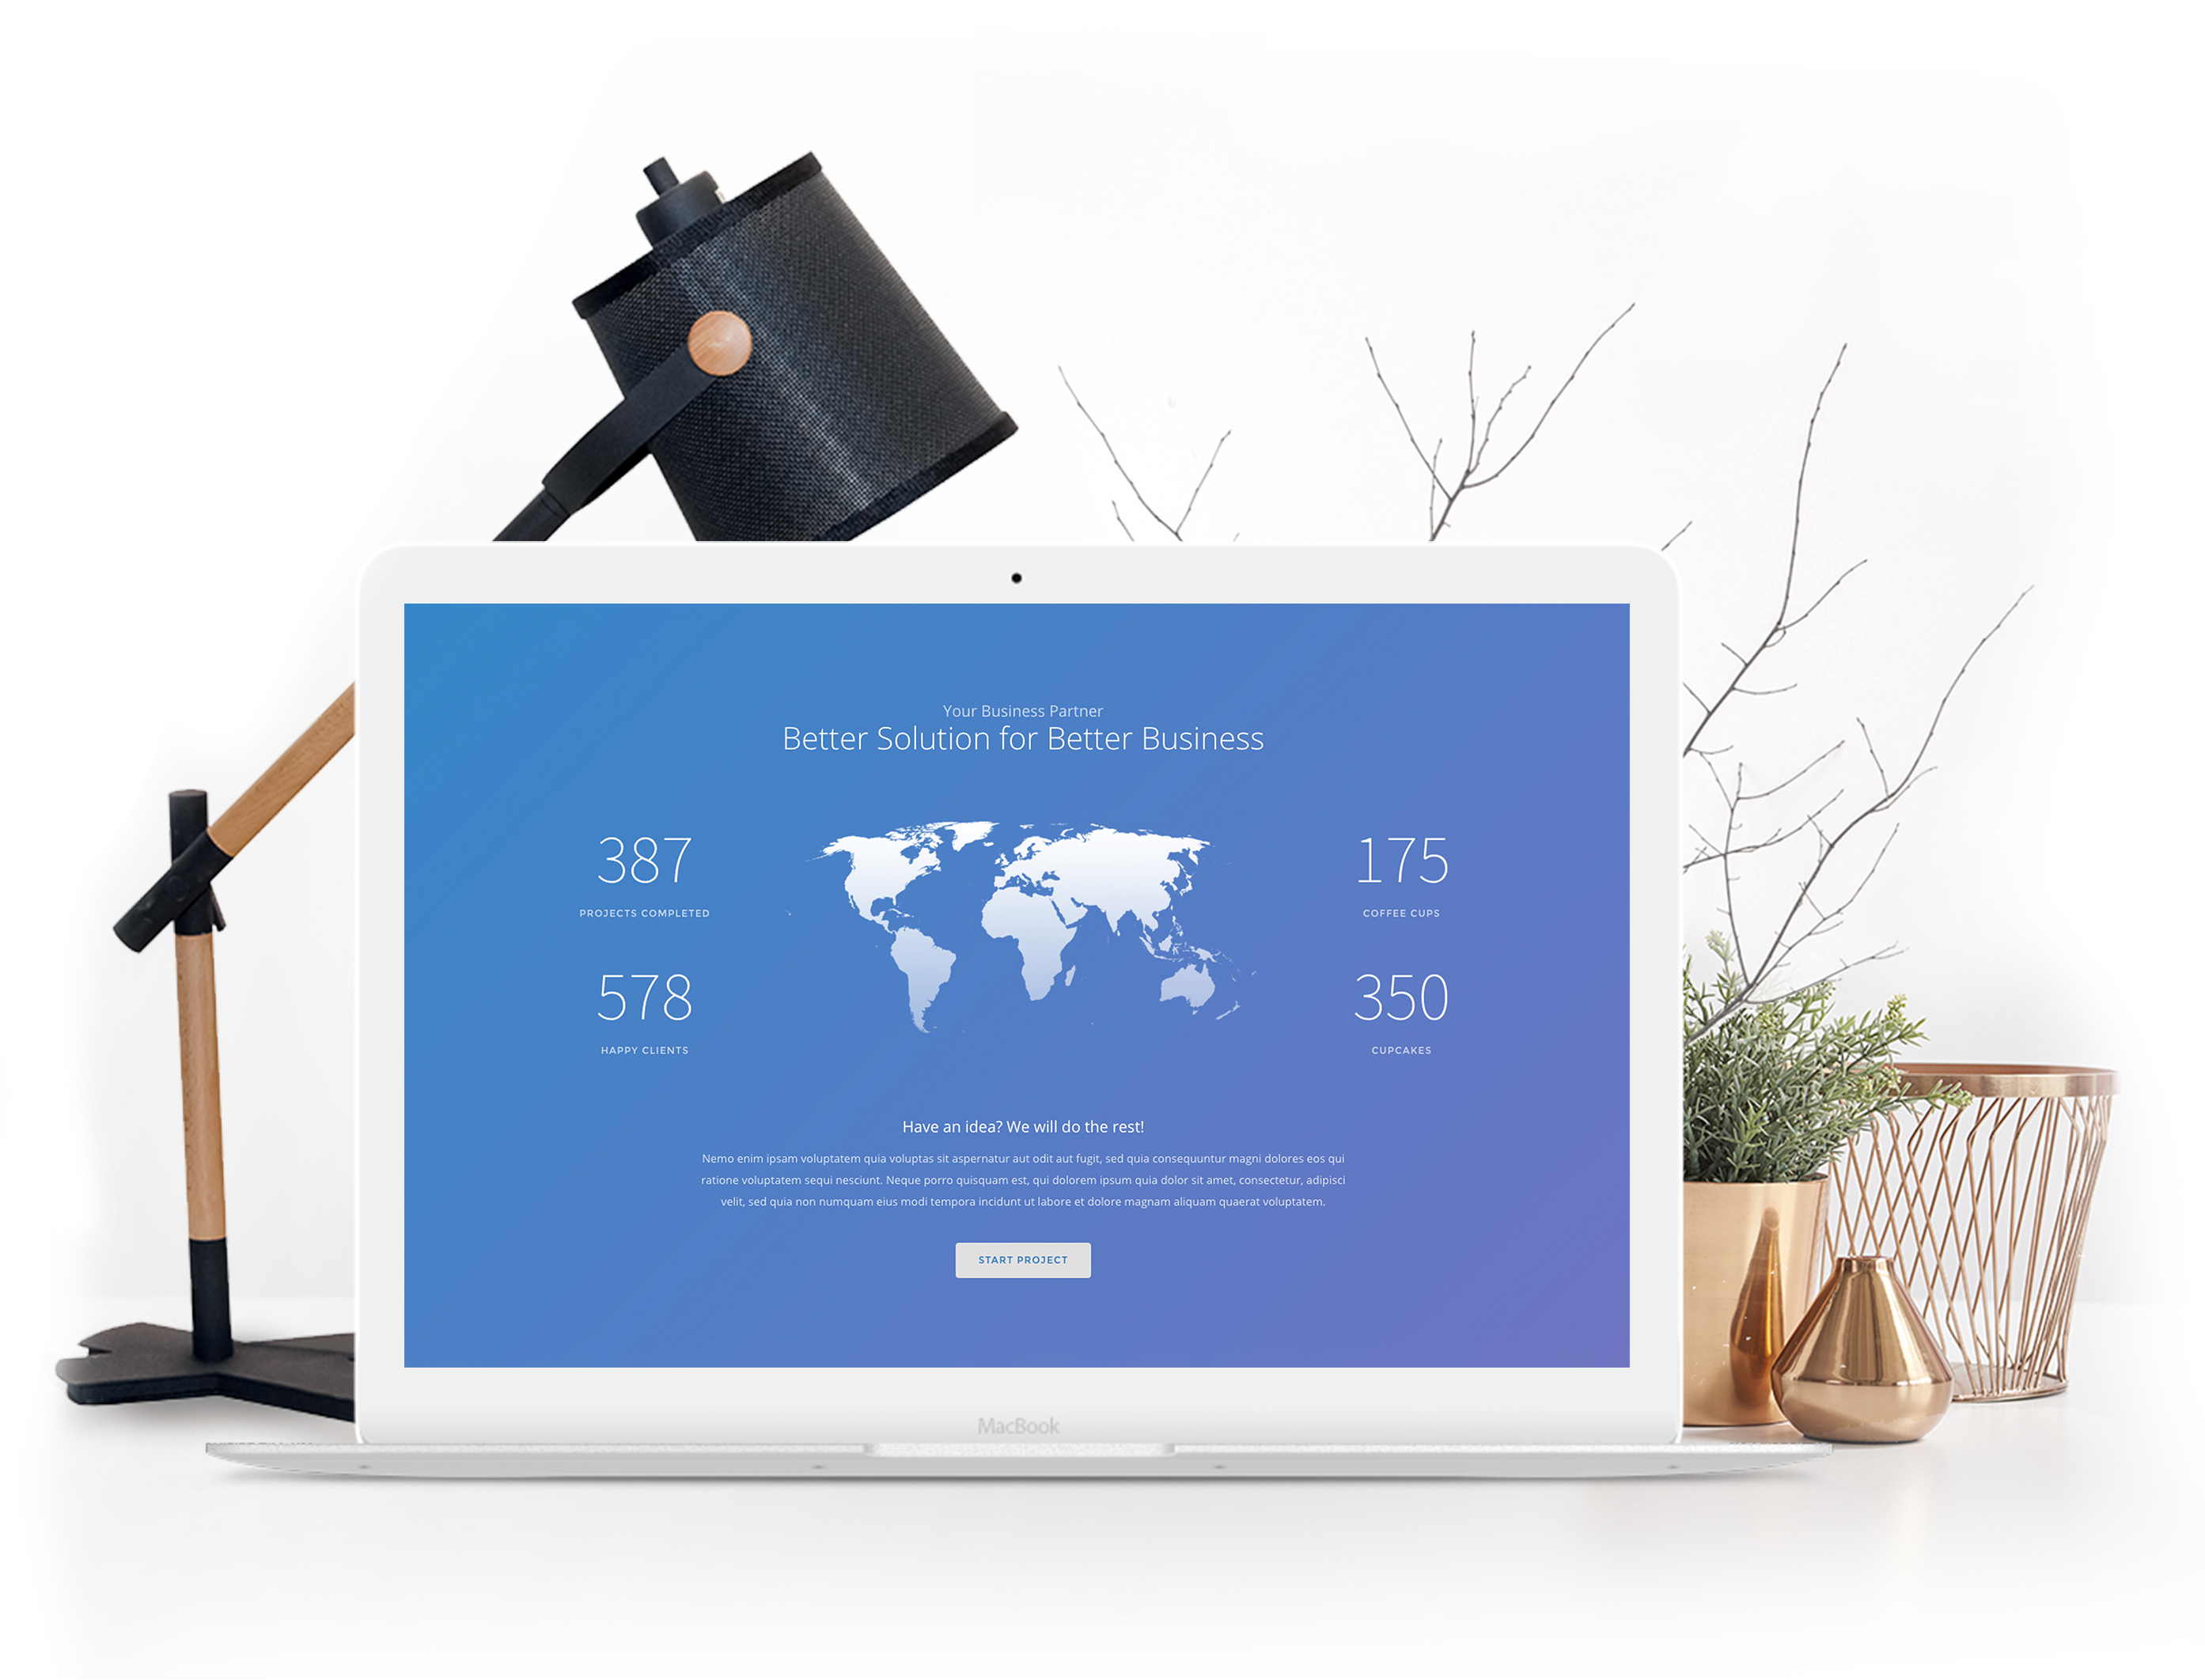 Your Business Partner
Better Solution for Better Business
387
PROJECTS COMPLETED
175
COFFEE CUPS
578
HAPPY CLIENTS
350
CUPCAKES
Have an idea? We will do the rest!
Nemo enim ipsam voluptatem quia voluptas sit aspernatur aut odit aut fugit, sed quia consequuntur magni dolores eos qui
ratione voluptatem sequi nesciunt. Neque porro quisquam est, qui dolorem ipsum quia dolor sit amet, consectetur, adipisci
velit, sed quia non numquam eius modi tempora incidunt ut labore et dolore magnam aliquam quaerat voluptatem.
START PROJECT
MacBook